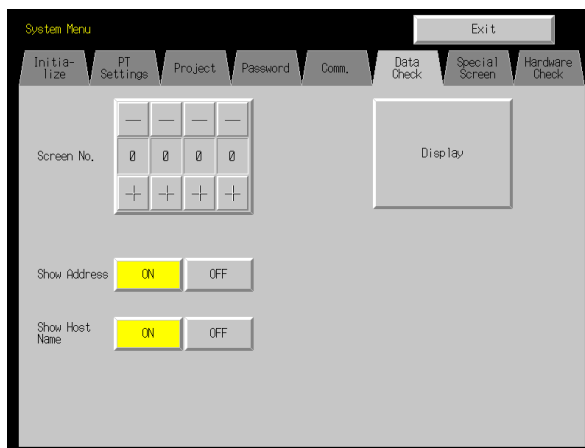 System Menu
Exit
Initia-
lize
PT
Settings
Project
Password
Comm.
Data
Check
Special
Screen
Hardware
Check
— — — —
Screen No.
0 0 0 0
+ + + +
Display
Show Address
ON
OFF
Show Host
Name
ON
OFF